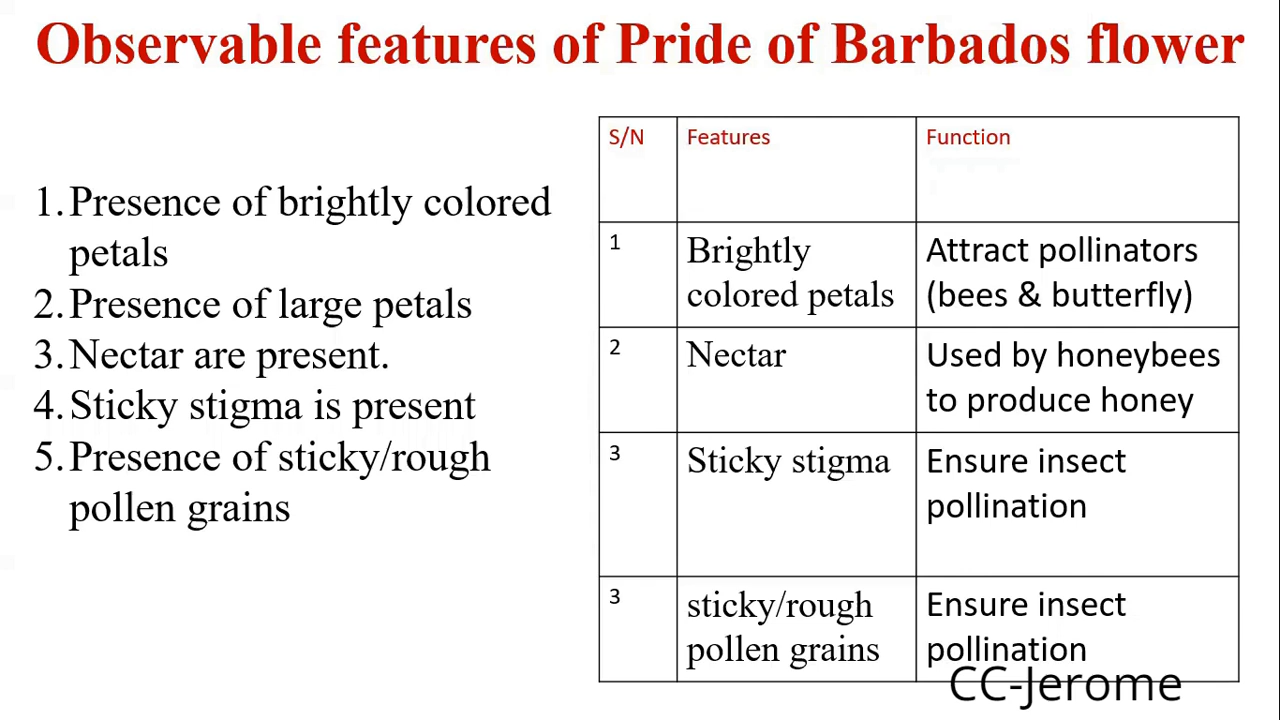 Observable features of Pride of Barbados flower
1. Presence of brightly colored
petals
2. Presence of large petals
3. Nectar are present.
4. Sticky stigma is present
5. Presence of sticky/rough
pollen grains
S/N Features Function
1 Brightly Attract pollinators
colored petals (bees & butterfly)
2 Nectar Used by honeybees
to produce honey
3 Sticky stigma Ensure insect
pollination
3 sticky/rough Ensure insect
pollen grains pollination
CC-Jerome